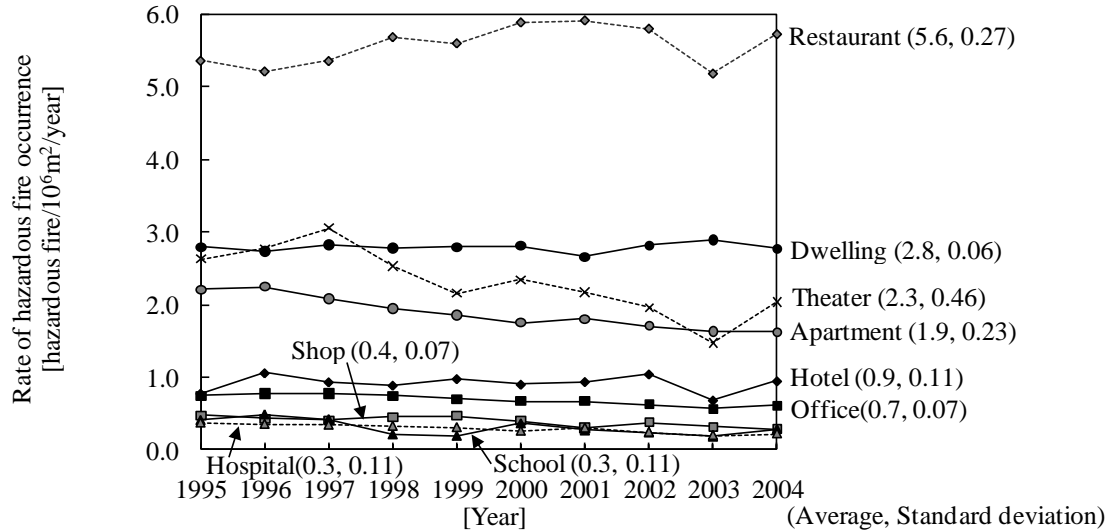 Rate of hazardous fire occurrence
[hazardous fire/10⁶m²/year]
6.0
5.0
4.0
3.0
2.0
1.0
0.0
Restaurant (5.6, 0.27)
Dwelling (2.8, 0.06)
Theater (2.3, 0.46)
Apartment (1.9, 0.23)
Shop (0.4, 0.07)
Hotel (0.9, 0.11)
Office(0.7, 0.07)
Hospital(0.3, 0.11)
School (0.3, 0.11)
1995 1996 1997 1998 1999 2000 2001 2002 2003 2004
[Year]
(Average, Standard deviation)